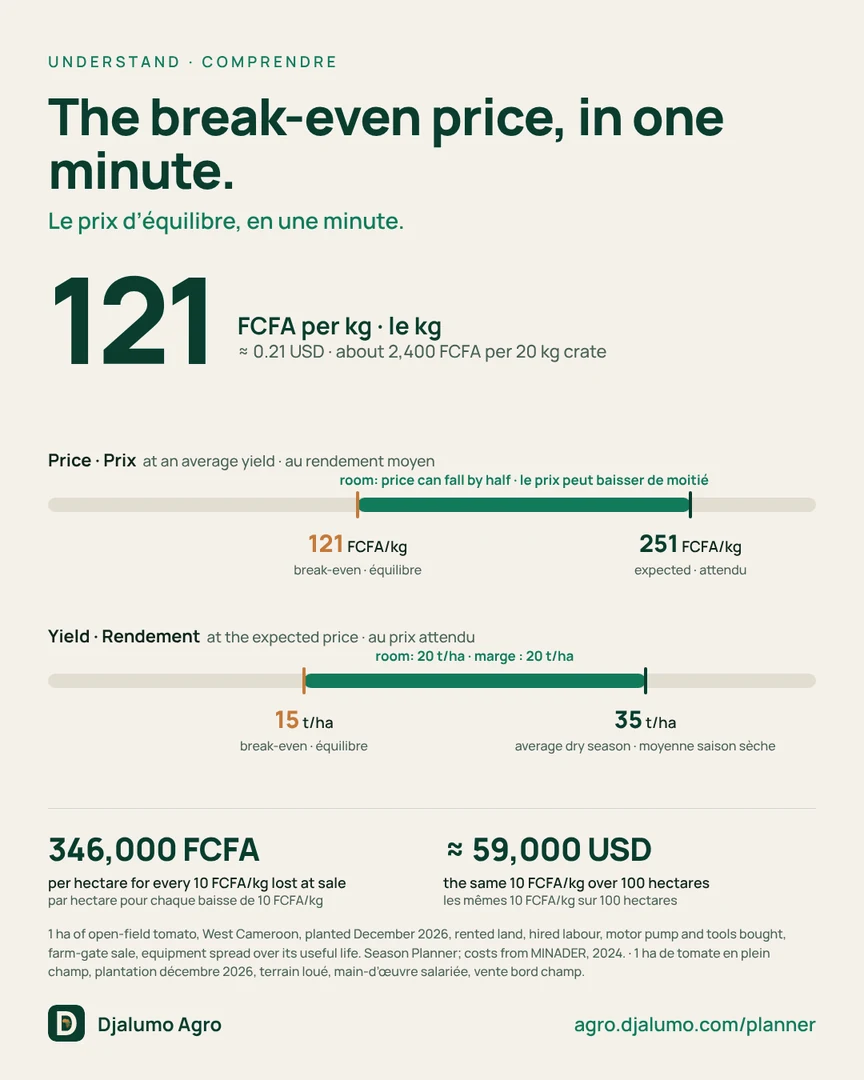 UNDERSTAND · COMPRENDRE
The break-even price, in one
minute.
Le prix d’équilibre, en une minute.
121
FCFA per kg · le kg
≈ 0.21 USD · about 2,400 FCFA per 20 kg crate
Price · Prix at an average yield · au rendement moyen
room: price can fall by half · le prix peut baisser de moitié
121 FCFA/kg
break-even · équilibre
251 FCFA/kg
expected · attendu
Yield · Rendement at the expected price · au prix attendu
room: 20 t/ha · marge : 20 t/ha
15 t/ha
break-even · équilibre
35 t/ha
average dry season · moyenne saison sèche
346,000 FCFA
per hectare for every 10 FCFA/kg lost at sale
par hectare pour chaque baisse de 10 FCFA/kg
≈ 59,000 USD
the same 10 FCFA/kg over 100 hectares
les mêmes 10 FCFA/kg sur 100 hectares
1 ha of open-field tomato, West Cameroon, planted December 2026, rented land, hired labour, motor pump and tools bought,
farm-gate sale, equipment spread over its useful life. Season Planner; costs from MINADER, 2024. · 1 ha de tomate en plein
champ, plantation décembre 2026, terrain loué, main-d’œuvre salariée, vente bord champ.
D
Djalumo Agro
agro.djalumo.com/planner